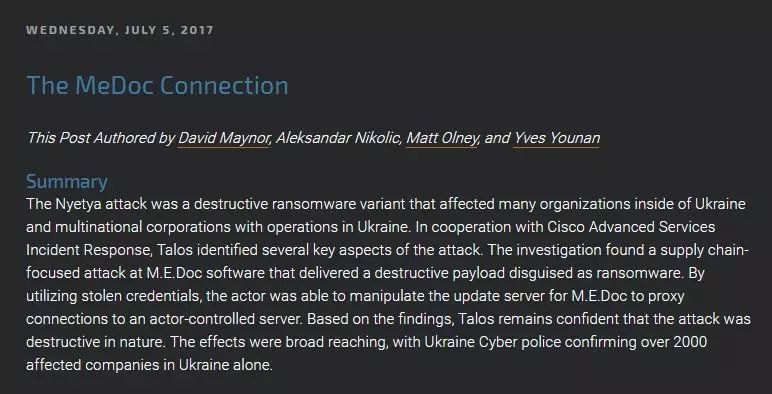 WEDNESDAY, JULY 5, 2017
The MeDoc Connection
This Post Authored by David Maynor, Aleksandar Nikolic, Matt Olney, and Yves Younan
Summary
The Nyetya attack was a destructive ransomware variant that affected many organizations inside of Ukraine
and multinational corporations with operations in Ukraine. In cooperation with Cisco Advanced Services
Incident Response, Talos identified several key aspects of the attack. The investigation found a supply chain-
focused attack at M.E.Doc software that delivered a destructive payload disguised as ransomware. By
utilizing stolen credentials, the actor was able to manipulate the update server for M.E.Doc to proxy
connections to an actor-controlled server. Based on the findings, Talos remains confident that the attack was
destructive in nature. The effects were broad reaching, with Ukraine Cyber police confirming over 2000
affected companies in Ukraine alone.